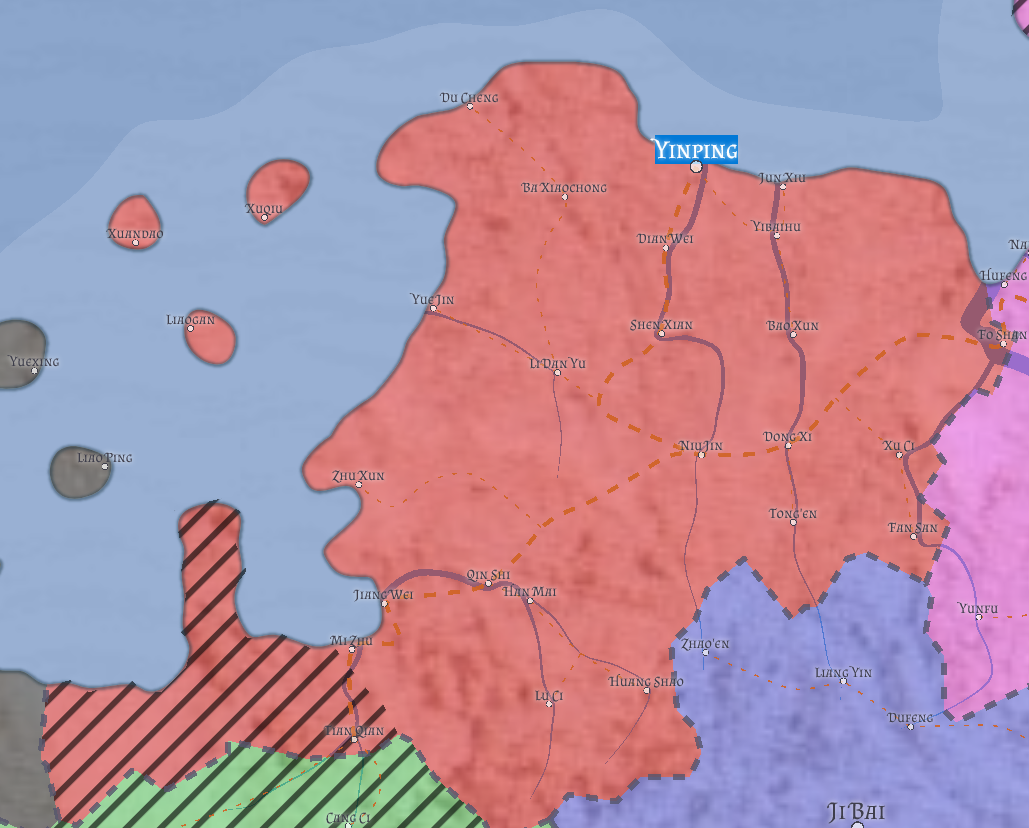 Du Cheng
Yinping
Jun Xiu
Ba Xiaochong
Xuqiu
Xuandao
Yibaihu
Dian Wei
Na
Hufeng
Yue Jin
Liaogan
Shen Xian
Bao Xun
Fo Shan
Yuexing
Li Dan Yu
Niu Jin
Dong Xi
Xu Ci
Liao Ping
Zhu Xun
Tong'en
Fan San
Qin Shi
Han Mai
Jiang Wei
Yunfu
Mi Zhu
Zhao'en
Liang Yin
Huang Shao
Lu Ci
Dufeng
Tian Qian
Cang Ci
Ji Bai